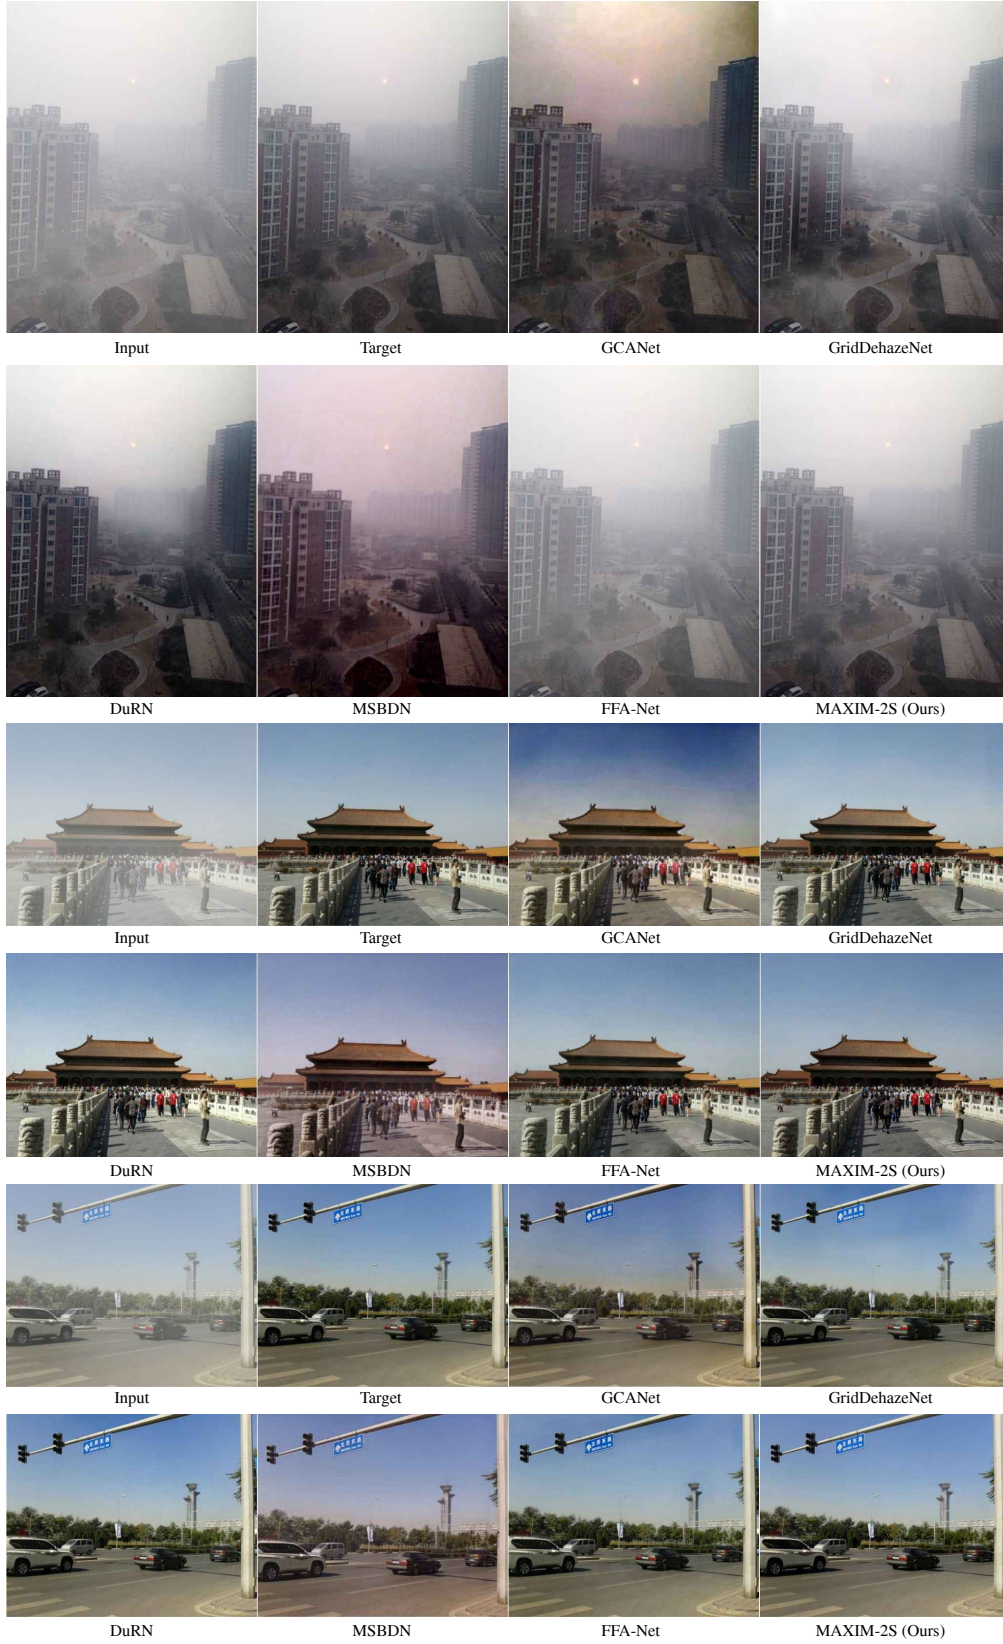 Input Target GCANet GridDehazeNet
DuRN MSBDN FFA-Net MAXIM-2S (Ours)
Input Target GCANet GridDehazeNet
DuRN MSBDN FFA-Net MAXIM-2S (Ours)
Input Target GCANet GridDehazeNet
DuRN MSBDN FFA-Net MAXIM-2S (Ours)